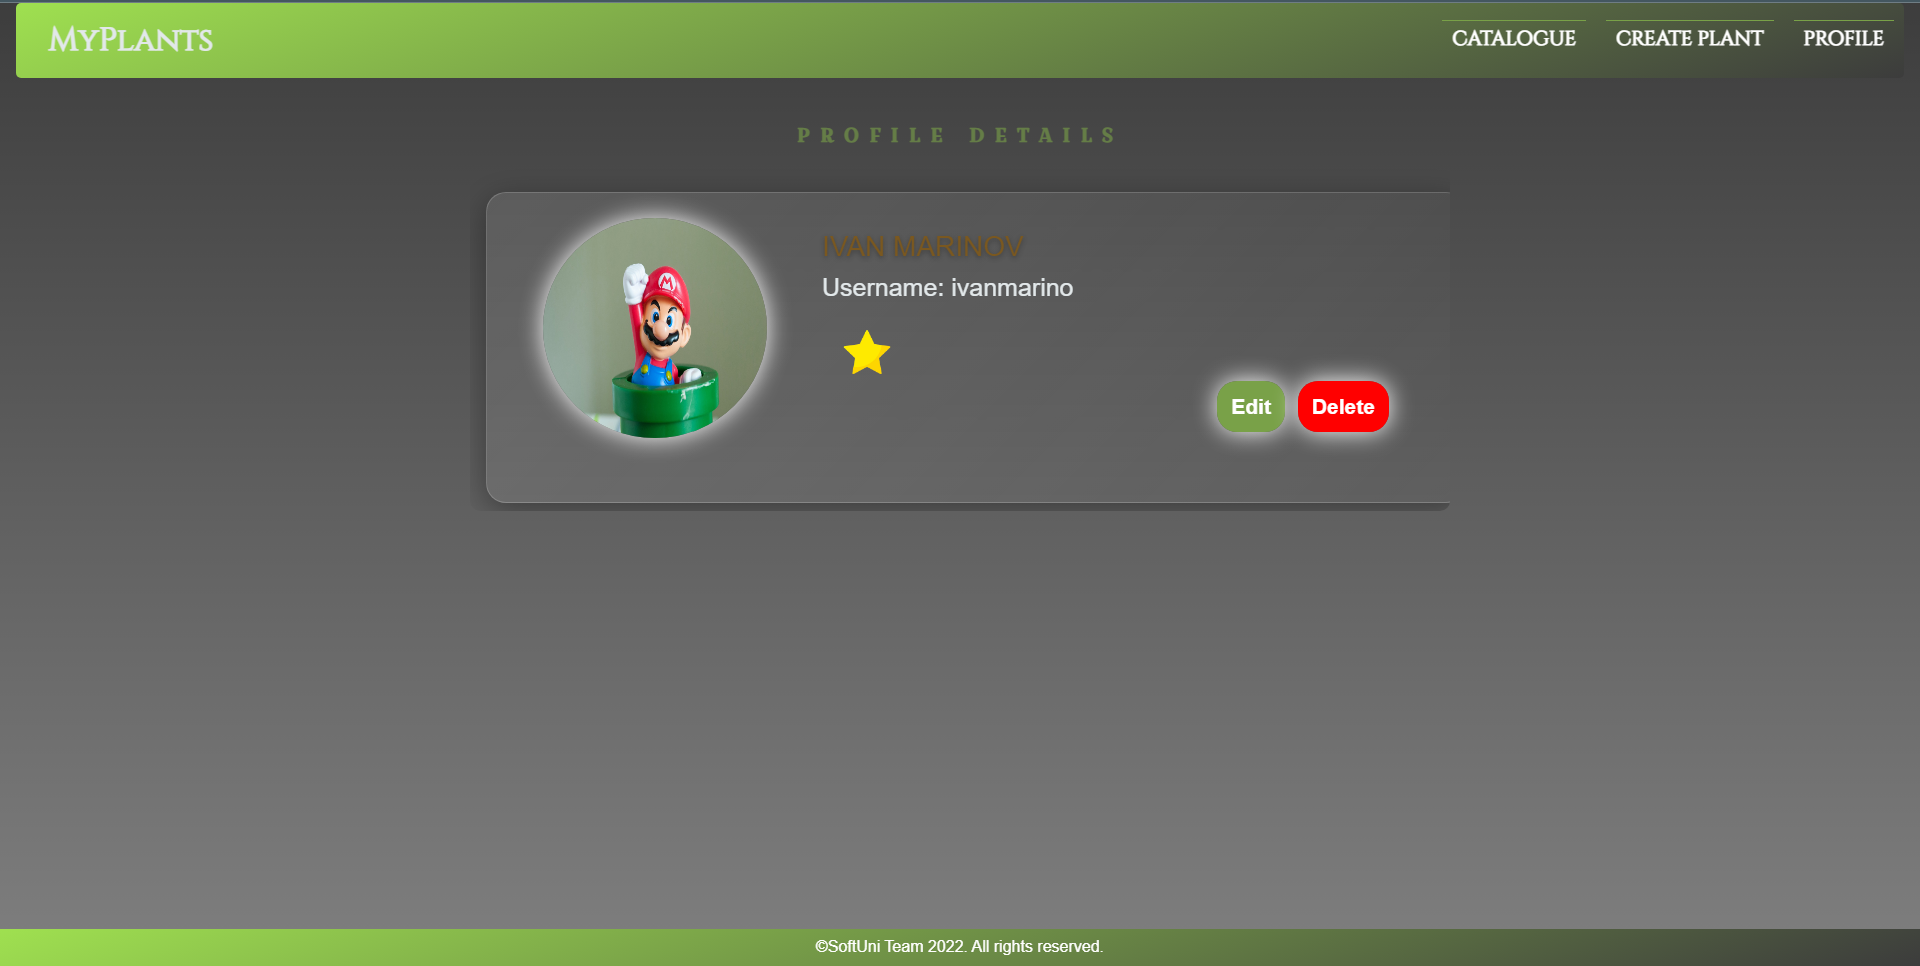 MyPlants
CATALOGUE
CREATE PLANT
PROFILE
PROFILE DETAILS
IVAN MARINOV
Username: ivanmarino
M
Edit
Delete
©SoftUni Team 2022. All rights reserved.